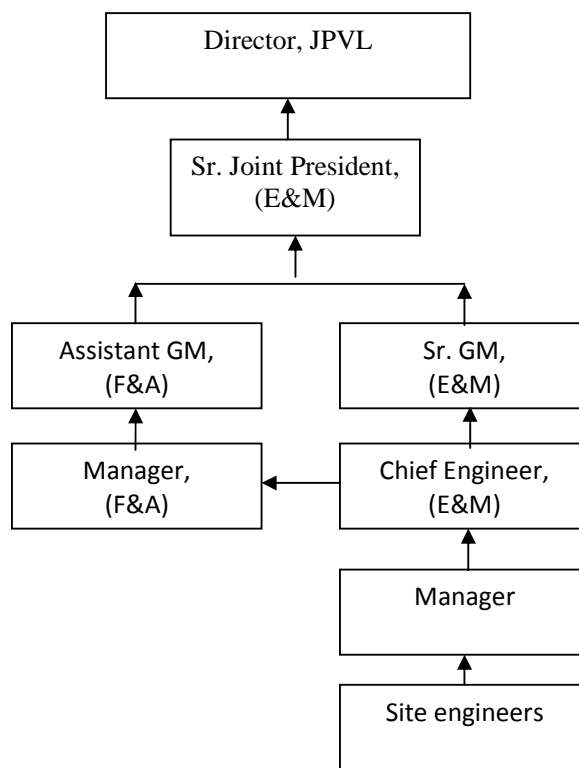 Director, JPVL
Sr. Joint President,
(E&M)
Assistant GM,
(F&A)
Sr. GM,
(E&M)
Manager,
(F&A)
Chief Engineer,
(E&M)
Manager
Site engineers